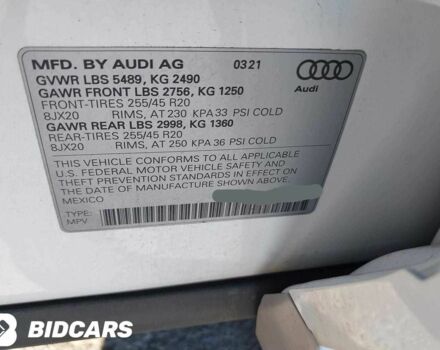 MFD. BY AUDI AG 03 21
GVWR LBS 5489, KG 2490
GAWR FRONT LBS 2756, KG 1250
FRONT-TIRES 255/45 R20
8JX20 RIMS, AT 230 KPA 33 PSI COLD
GAWR REAR LBS 2998, KG 1360
REAR-TIRES 255/45 R20
8JX20 RIMS, AT 250 KPA 36 PSI COLD
THIS VEHICLE CONFORMS TO ALL APPLICABLE
U.S. FEDERAL MOTOR VEHICLE SAFETY AND
THEFT PREVENTION STANDARDS IN EFFECT ON
THE DATE OF MANUFACTURE SHOWN ABOVE.
MEXICO
TYPE:
MPV
Audi
BIDCARS